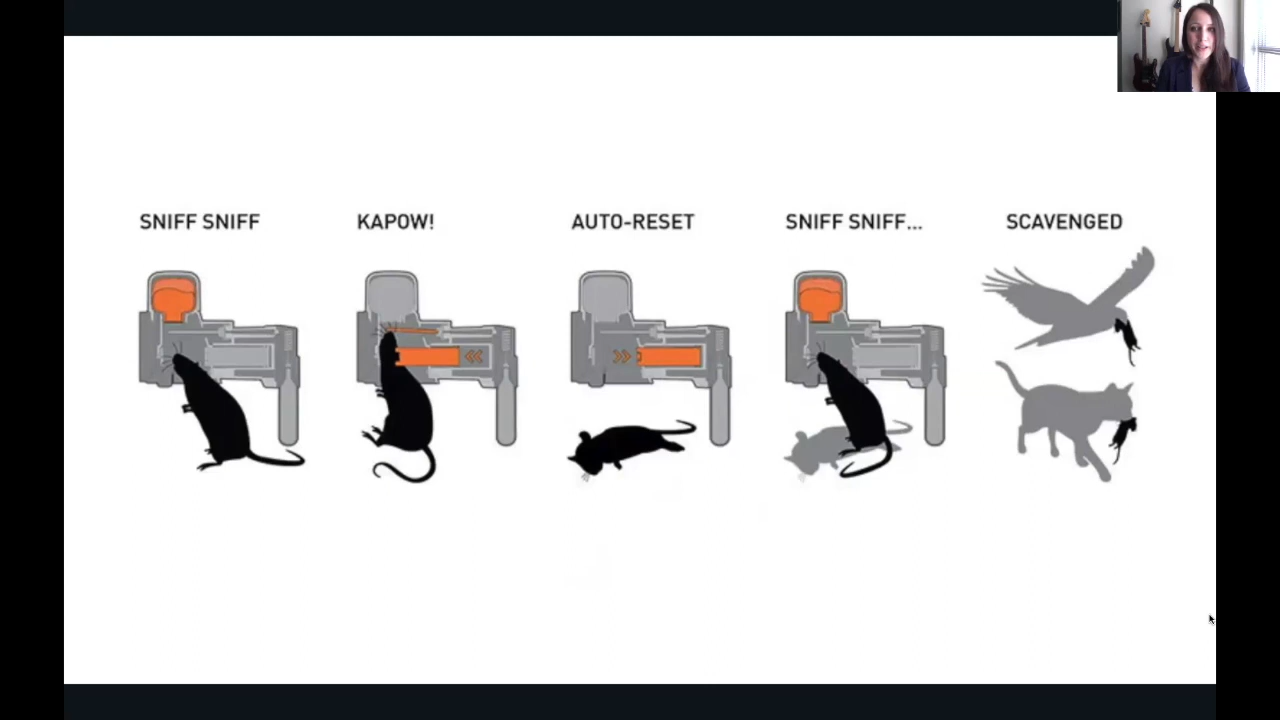 SNIFF SNIFF
KAPOW!
AUTO-RESET
SNIFF SNIFF...
SCAVENGED